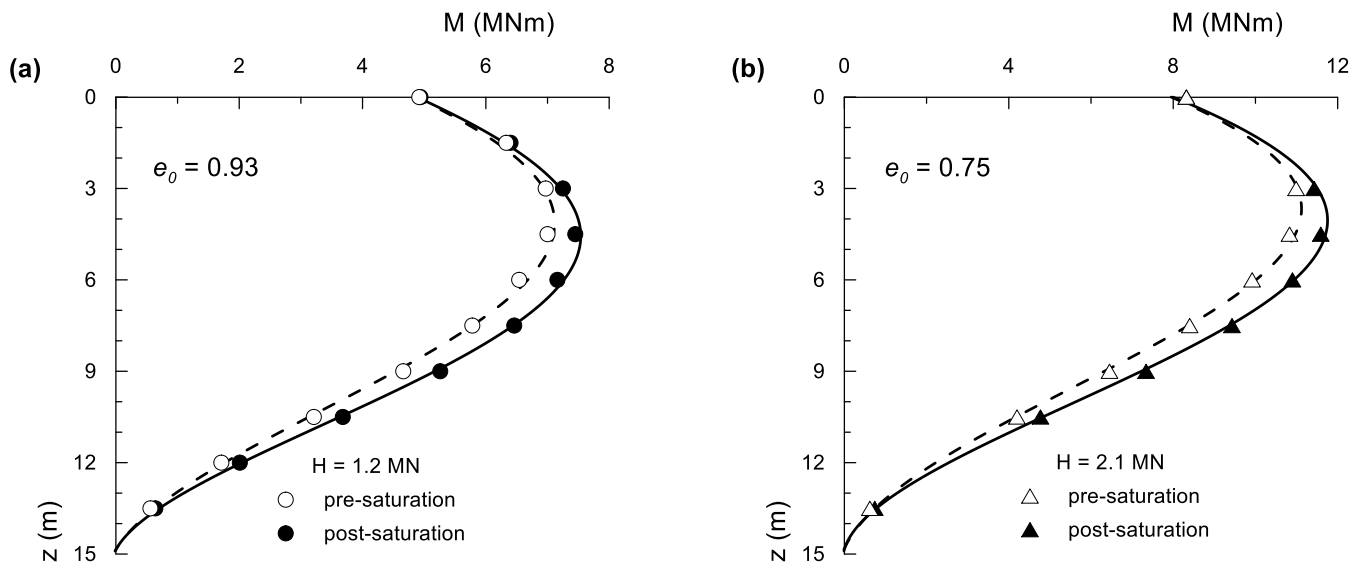 M (MNm)
(a)
0 2 4 6 8
0
3
6
9
12
15
e0 = 0.93
H = 1.2 MN
pre-saturation
post-saturation
z (m)
M (MNm)
(b)
0 4 8 12
0
3
6
9
12
15
e0 = 0.75
H = 2.1 MN
pre-saturation
post-saturation
z (m)